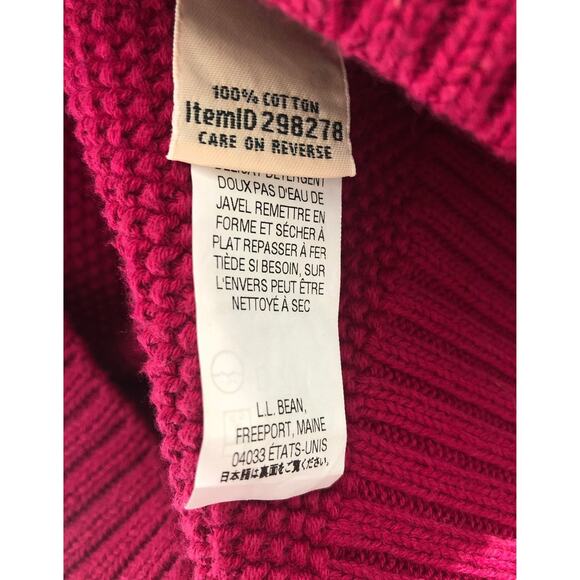 100% COTTON
ItemID 298278
CARE ON REVERSE
DÉLICAT DÉTERGENT
DOUX PAS D'EAU DE
JAVEL REMETTRE EN
FORME ET SÉCHER À
PLAT REPASSER À FER
TIÈDE SI BESOIN, SUR
L'ENVERS PEUT ÊTRE
NETTOYÉ À SEC
L.L. BEAN,
FREEPORT, MAINE
04033 ÉTATS-UNIS
日本語は裏面をご覧ください。